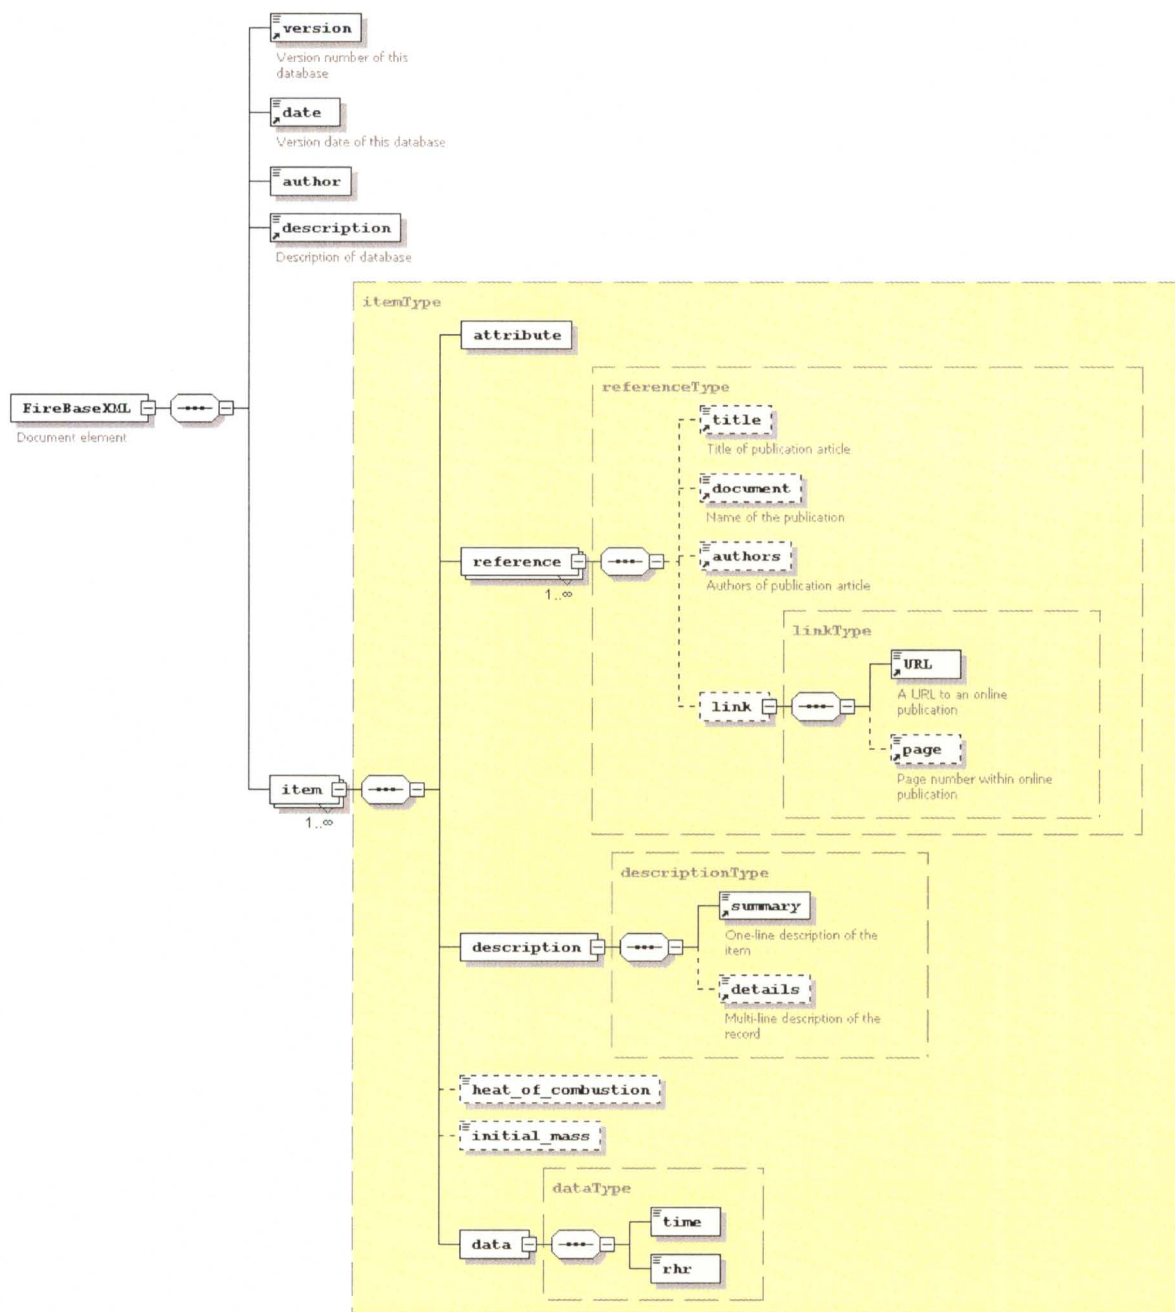 version
Version number of this
database
date
Version date of this database
author
description
Description of database
itemType
attribute
referenceType
FireBaseXML
Document element
title
Title of publication article
document
Name of the publication
authors
Authors of publication article
reference
1..∞
linkType
URL
A URL to an online
publication
link
page
Page number within online
publication
item
1..∞
descriptionType
summary
One-line description of the
item
description
details
Multi-line description of the
record
heat_of_combustion
initial_mass
dataType
time
data
rhr